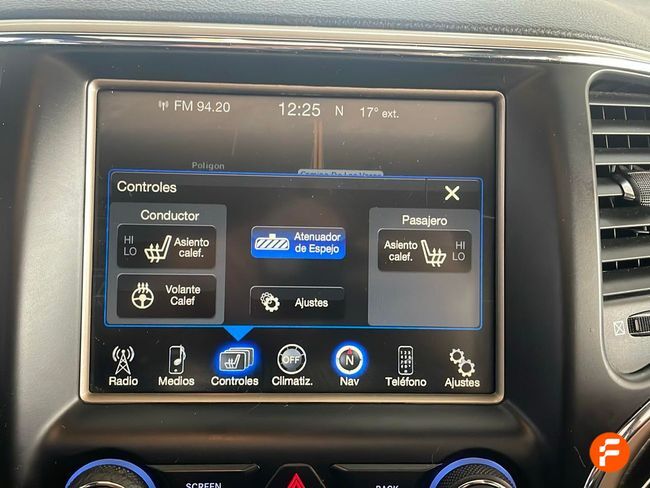 FM 94.20 12:25 N 17° ext.
Poligon
Controles X
Conductor
Pasajero
HI
LO
Asiento
calef.
Atenuador
de Espejo
Asiento
calef.
HI
LO
Volante
Calef
Ajustes
OFF
N
Radio Medios Controles Climatiz. Nav Teléfono Ajustes
SCREEN
BACK